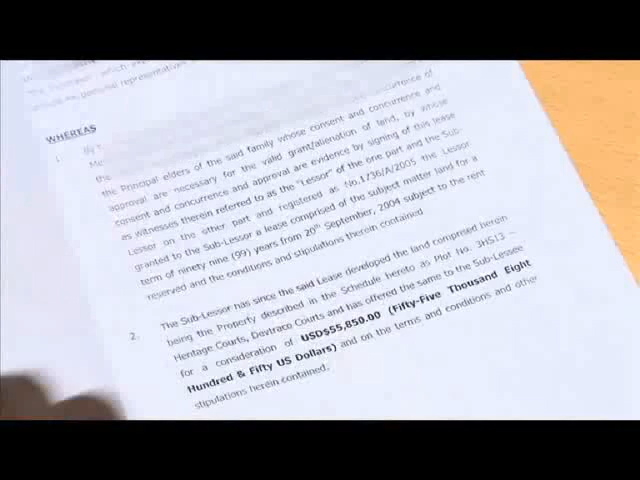 WHEREAS
1. By
the
concurrence of
the Principal elders of the said family whose consent and concurrence and
approval are necessary for the valid grant/alienation of land, by whose
consent and concurrence and approval are evidence by signing of this lease
as witnesses therein referred to as the "Lessor" of the one part and the Sub-
Lessor on the other part and registered as No.1736/A/2005 the Lessor
granted to the Sub-Lessor a lease comprised of the subject matter land for a
term of ninety nine (99) years from 20th September, 2004 subject to the rent
reserved and the conditions and stipulations therein contained
2. The Sub-Lessor has since the said Lease developed the land comprised herein
being the Property described in the Schedule hereto as Plot No. 3HS13 –
Heritage Courts, Devtraco Courts and has offered the same to the Sub-Lessee
for a consideration of USD$55,850.00 (Fifty-Five Thousand Eight
Hundred & Fifty US Dollars) and on the terms and conditions and other
stipulations herein contained.